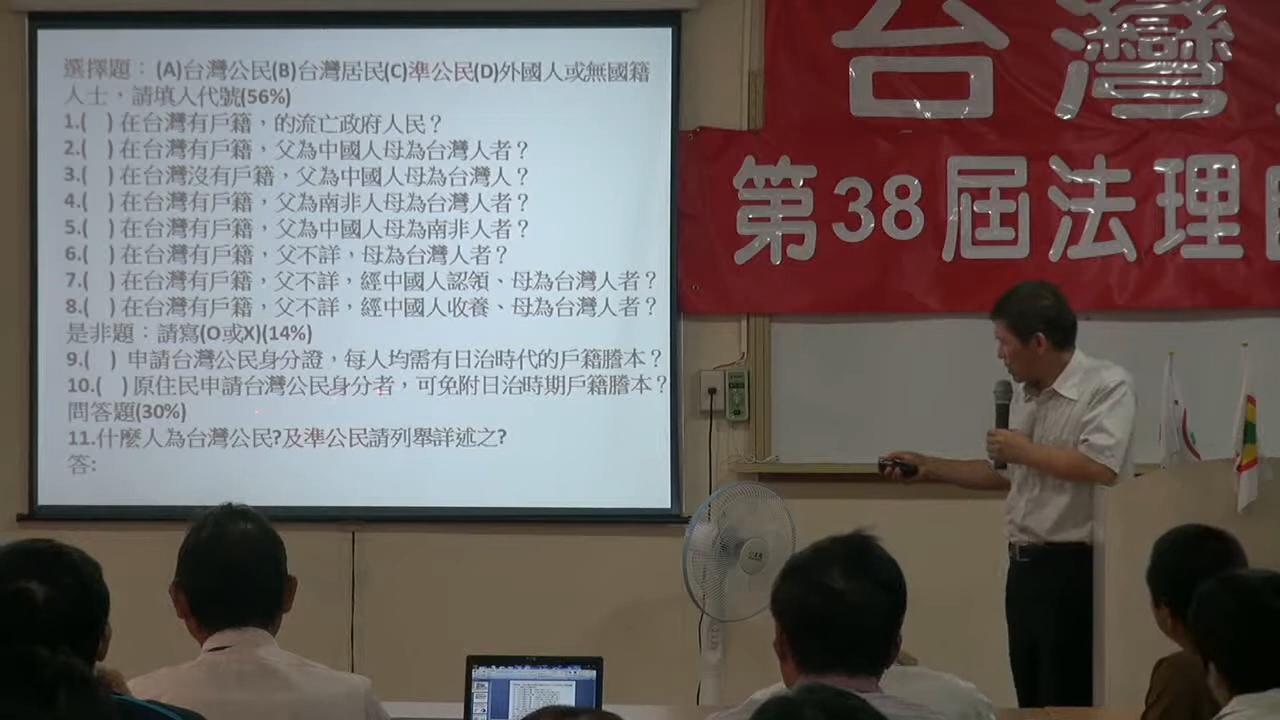 選擇題：(A)台灣公民(B)台灣居民(C)準公民(D)外國人或無國籍
人士，請填入代號(56%)
1.(    )在台灣有戶籍，的流亡政府人民？
2.(    )在台灣有戶籍，父為中國人母為台灣人者？
3.(    )在台灣沒有戶籍，父為中國人母為台灣人？
4.(    )在台灣有戶籍，父為南非人母為台灣人者？
5.(    )在台灣有戶籍，父為中國人母為南非人者？
6.(    )在台灣有戶籍，父不詳，母為台灣人者？
7.(    )在台灣有戶籍，父不詳，經中國人認領、母為台灣人者？
8.(    )在台灣有戶籍，父不詳，經中國人收養、母為台灣人者？
是非題：請寫(O或X)(14%)
9.(    ) 申請台灣公民身分證，每人均需有日治時代的戶籍謄本？
10.(    )原住民申請台灣公民身分者，可免附日治時期戶籍謄本？
問答題(30%)
11.什麼人為台灣公民?及準公民請列舉詳述之?
答:
台灣
第38屆法理